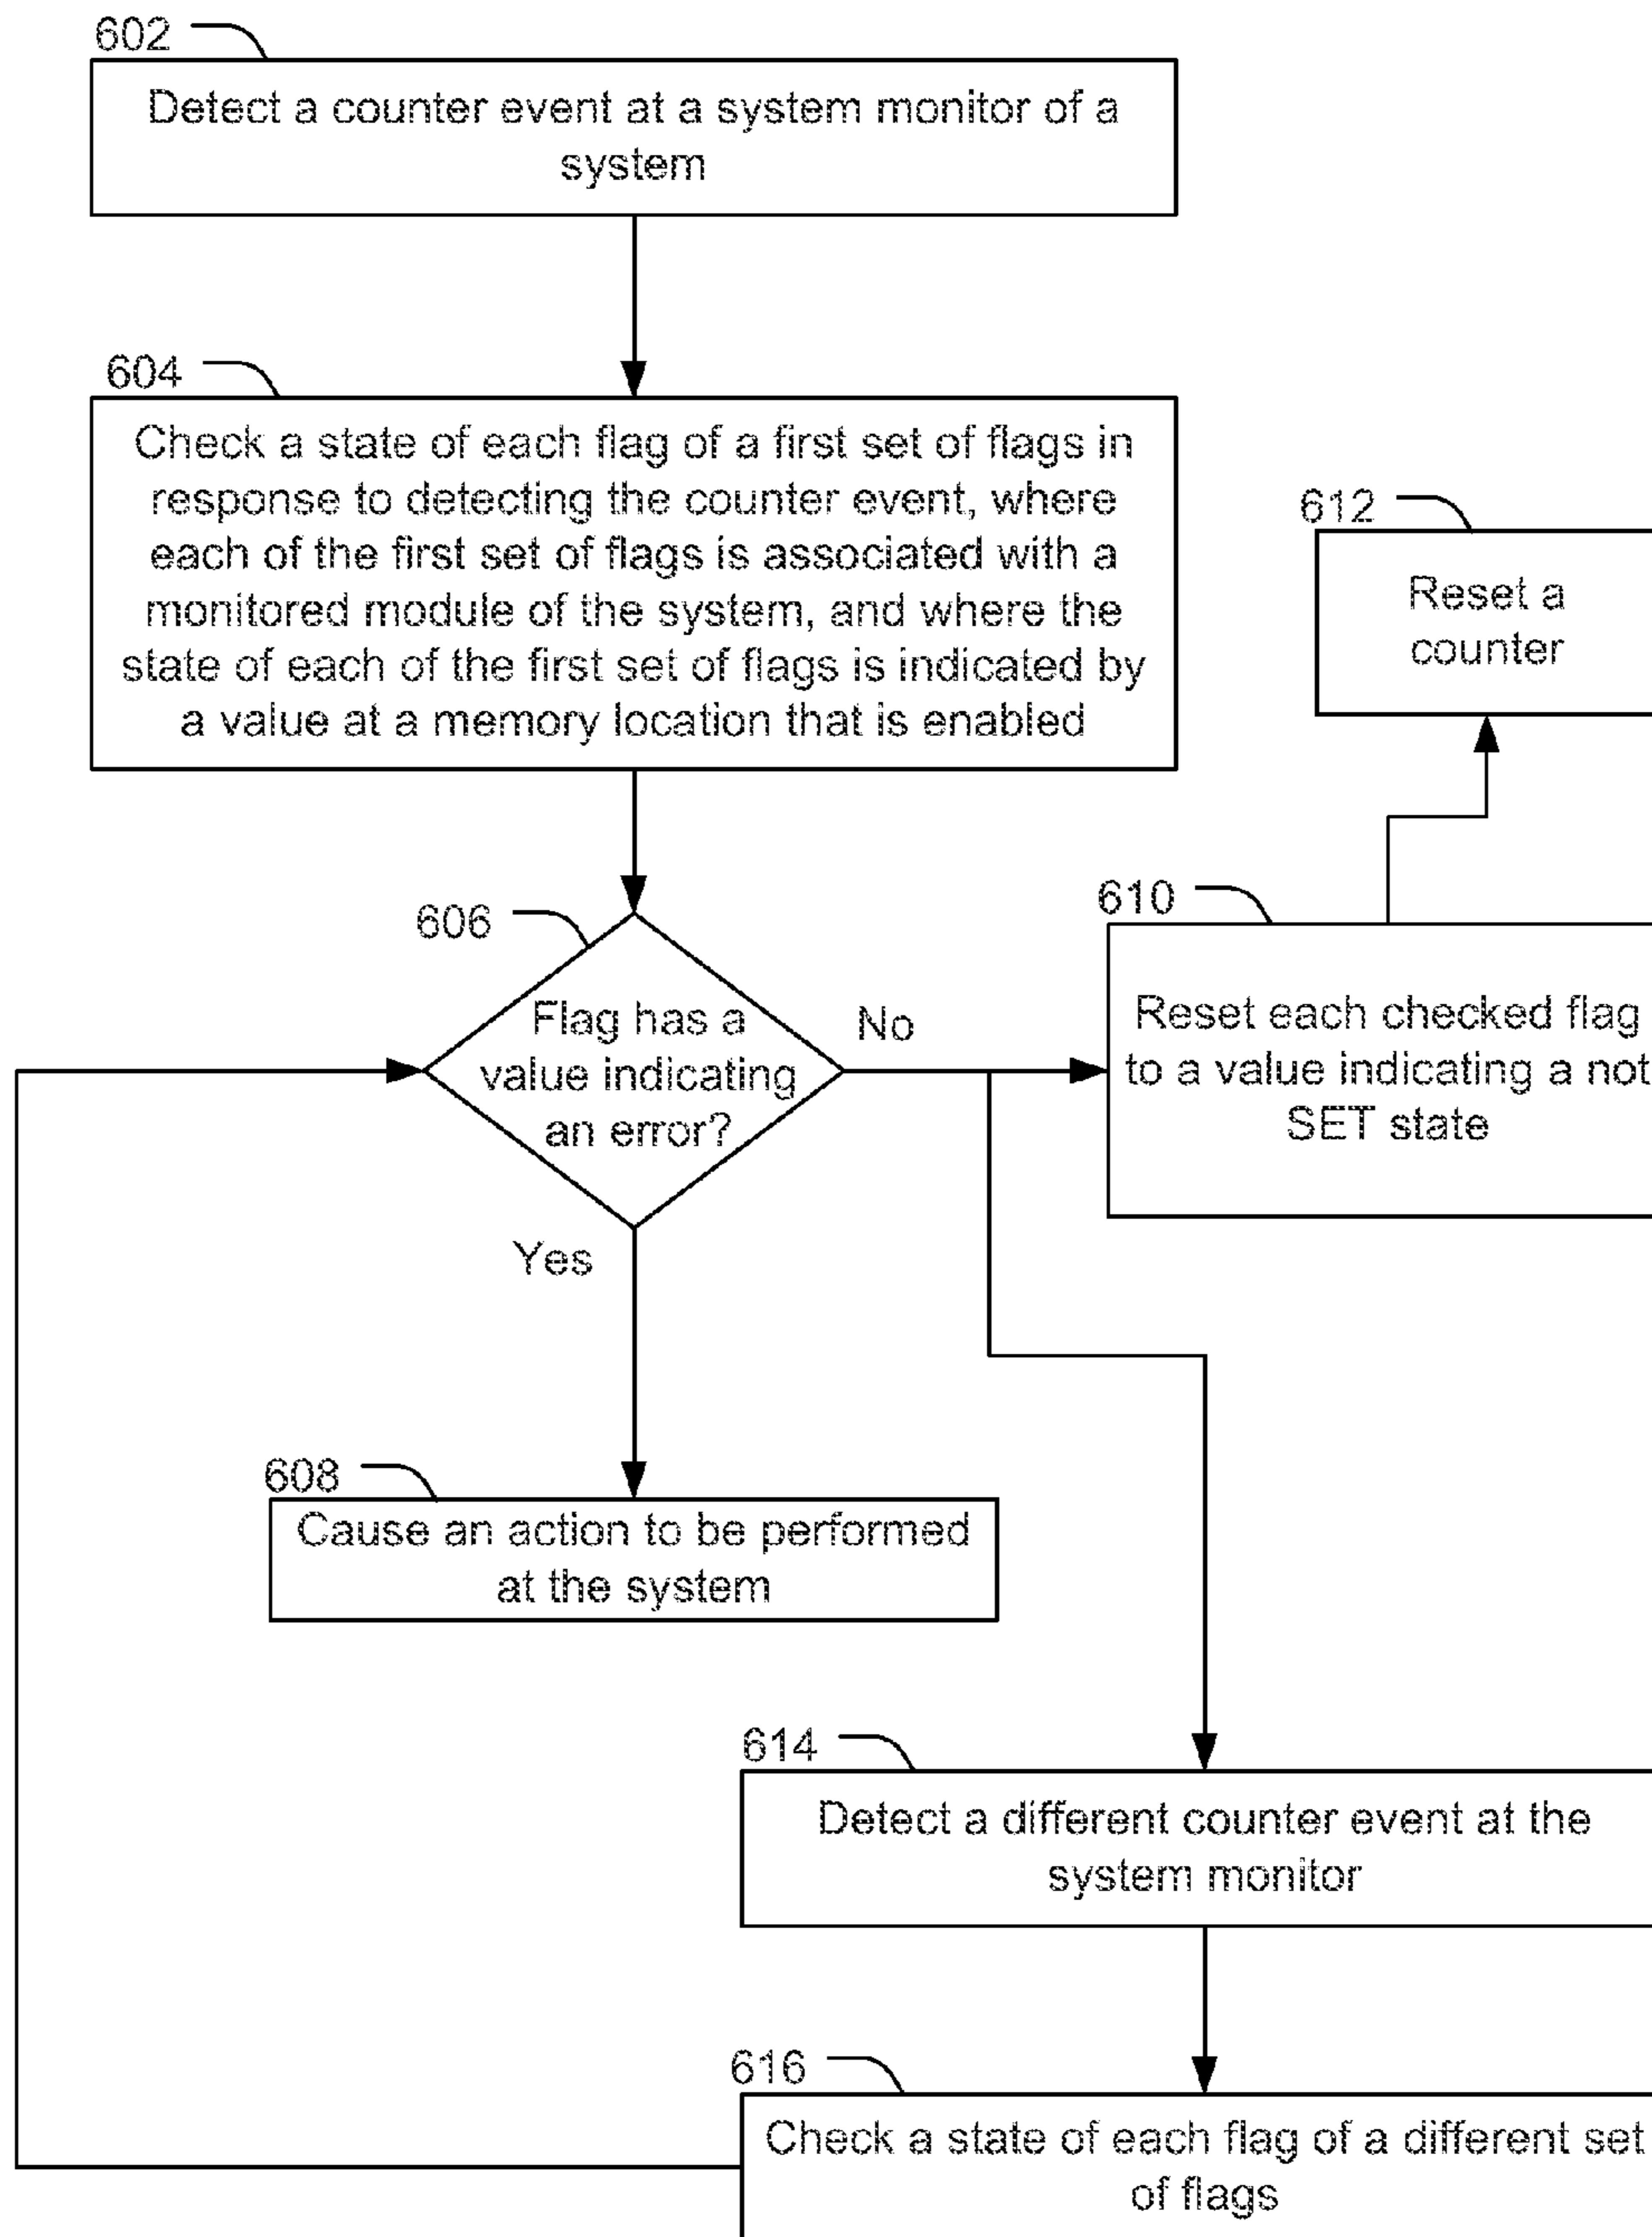 602
Detect a counter event at a system monitor of a
system
604
Check a state of each flag of a first set of flags in
response to detecting the counter event, where
each of the first set of flags is associated with a
monitored module of the system, and where the
state of each of the first set of flags is indicated by
a value at a memory location that is enabled
612
Reset a
counter
606
Flag has a
value indicating
an error?
No
Yes
610
Reset each checked flag
to a value indicating a not
SET state
608
Cause an action to be performed
at the system
614
Detect a different counter event at the
system monitor
616
Check a state of each flag of a different set
of flags